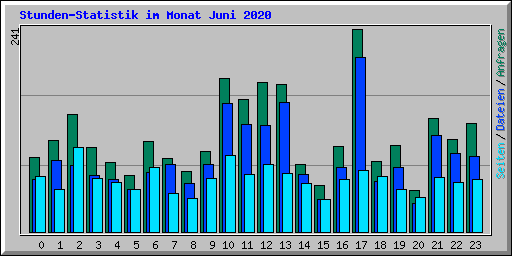 Stunden-Statistik im Monat Juni 2020
241
Seiten / Dateien / Anfragen
0 1 2 3 4 5 6 7 8 9 10 11 12 13 14 15 16 17 18 19 20 21 22 23